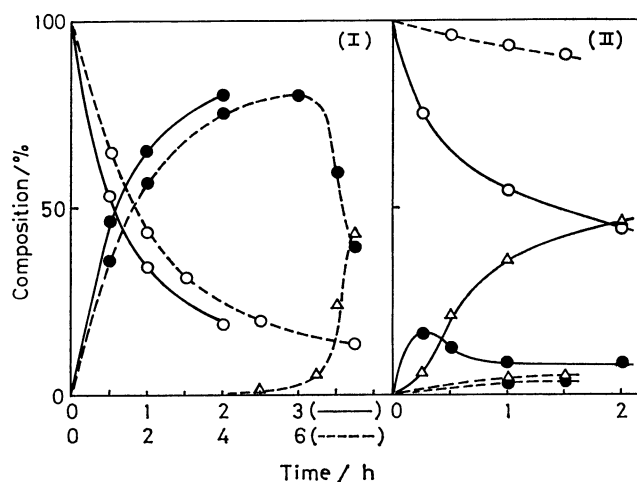 100
50
0
Composition/%
(I)
(II)
0 1 2 3(——)
0 2 4 6(-----)
0 1 2
Time / h